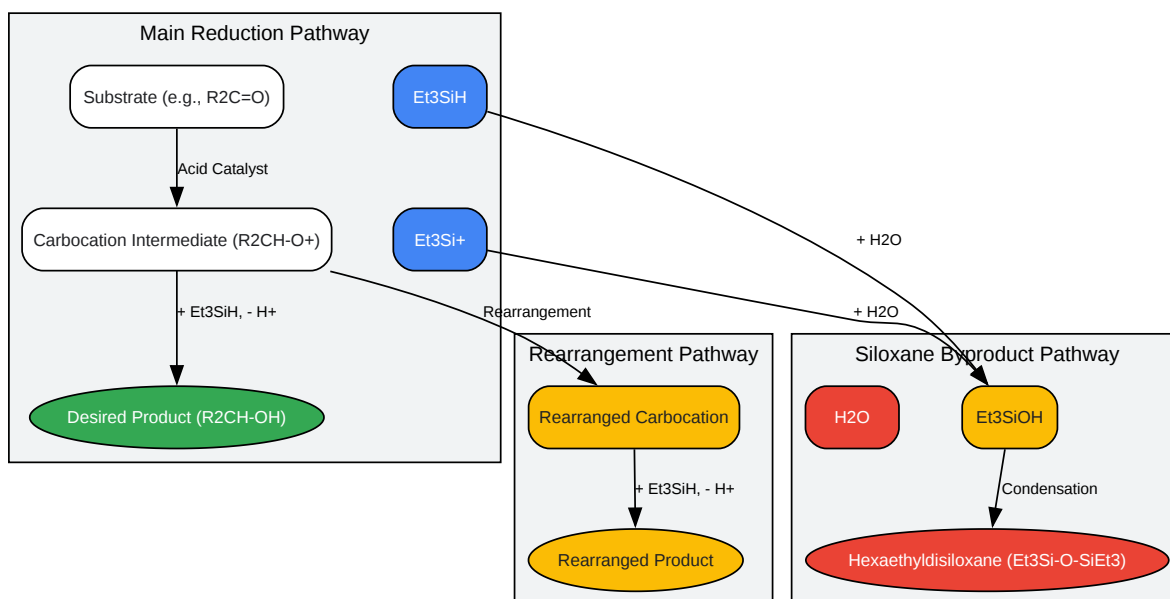 Main Reduction Pathway
Substrate (e.g., R2C=O)
Et3SiH
Acid Catalyst
Carbocation Intermediate (R2CH-O+)
Et3Si+
+ H2O
+ Et3SiH, - H+
Rearrangement
+ H2O
Rearrangement Pathway
Siloxane Byproduct Pathway
Desired Product (R2CH-OH)
Rearranged Carbocation
H2O
Et3SiOH
+ Et3SiH, - H+
Condensation
Rearranged Product
Hexaethyldisiloxane (Et3Si-O-SiEt3)